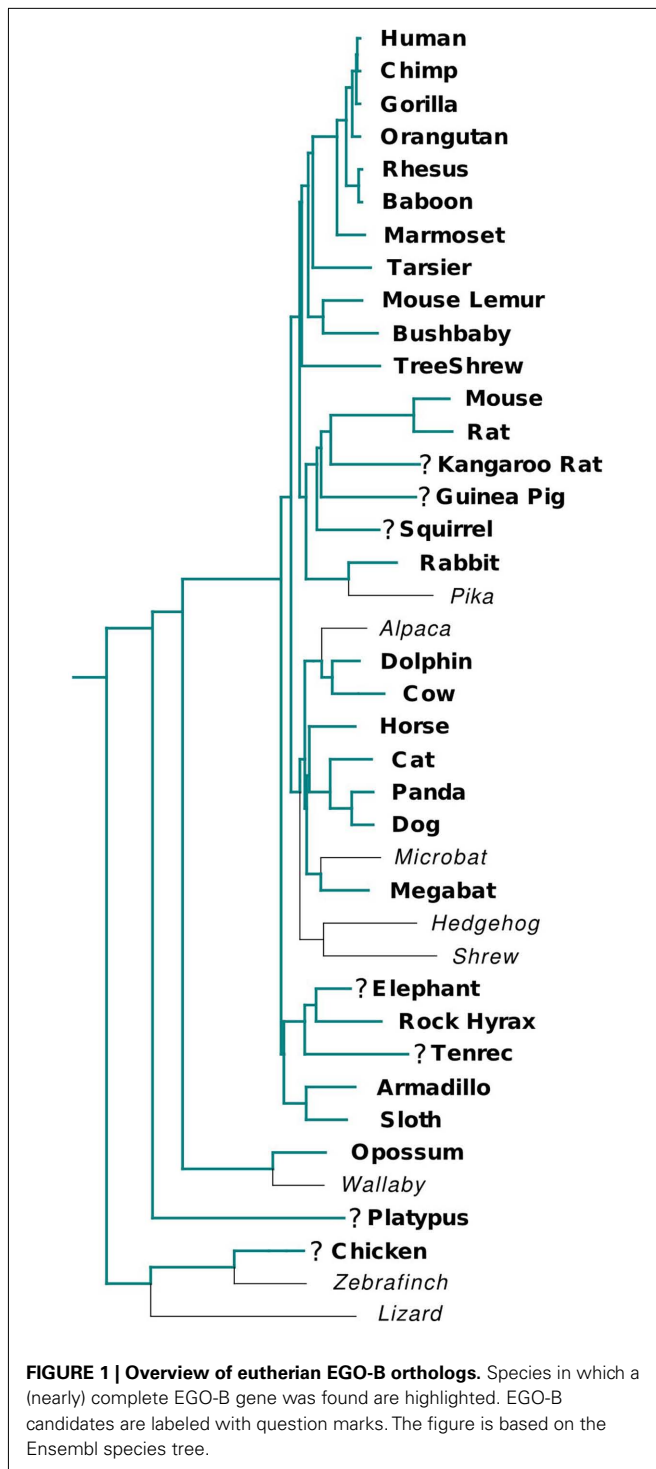 Human
Chimp
Gorilla
Orangutan
Rhesus
Baboon
Marmoset
Tarsier
Mouse Lemur
Bushbaby
TreeShrew
Mouse
Rat
? Kangaroo Rat
? Guinea Pig
? Squirrel
Rabbit
Pika
Alpaca
Dolphin
Cow
Horse
Cat
Panda
Dog
Microbat
Megabat
Hedgehog
Shrew
? Elephant
Rock Hyrax
? Tenrec
Armadillo
Sloth
Opossum
Wallaby
? Platypus
? Chicken
Zebrafinch
Lizard
FIGURE 1 | Overview of eutherian EGO-B orthologs. Species in which a
(nearly) complete EGO-B gene was found are highlighted. EGO-B
candidates are labeled with question marks. The figure is based on the
Ensembl species tree.